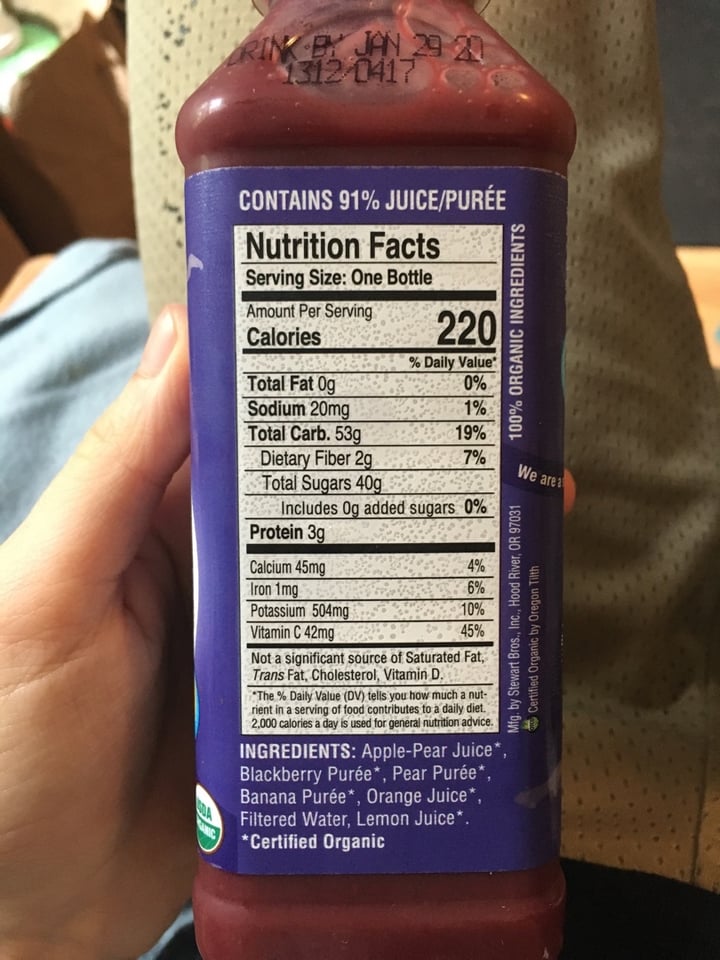 DRINK BY JAN 29 20
1312 0417
CONTAINS 91% JUICE/PURÉE
Nutrition Facts
Serving Size: One Bottle
Amount Per Serving
Calories 220
% Daily Value*
Total Fat 0g 0%
Sodium 20mg 1%
Total Carb. 53g 19%
Dietary Fiber 2g 7%
Total Sugars 40g
Includes 0g added sugars 0%
Protein 3g
Calcium 45mg 4%
Iron 1mg 6%
Potassium 504mg 10%
Vitamin C 42mg 45%
Not a significant source of Saturated Fat,
Trans Fat, Cholesterol, Vitamin D.
*The % Daily Value (DV) tells you how much a nut-
rient in a serving of food contributes to a daily diet.
2,000 calories a day is used for general nutrition advice.
INGREDIENTS: Apple-Pear Juice*,
Blackberry Purée*, Pear Purée*,
Banana Purée*, Orange Juice*,
Filtered Water, Lemon Juice*.
*Certified Organic
100% ORGANIC INGREDIENTS
We are a
Mfg. by Stewart Bros., Inc., Hood River, OR 97031
Certified Organic by Oregon Tilth
USDA
ORGANIC